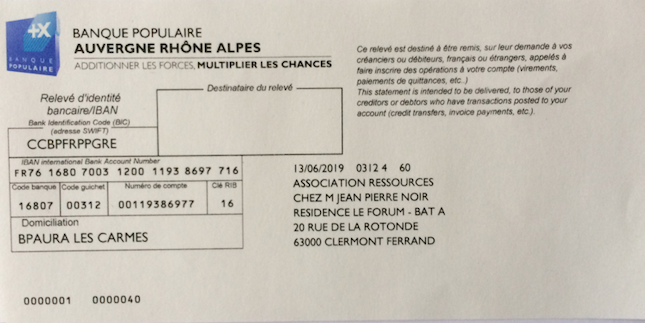 +X
BANQUE
POPULAIRE
BANQUE POPULAIRE
AUVERGNE RHÔNE ALPES
ADDITIONNER LES FORCES, MULTIPLIER LES CHANCES
Ce relevé est destiné à être remis, sur leur demande à vos
créanciers ou débiteurs, français ou étrangers, appelés à
faire inscrire des opérations à votre compte (virements,
paiements de quittances, etc..)
This statement is intended to be delivered, to those of your
creditors or debtors who have transactions posted to your
account (credit transfers, invoice payments, etc.).
Relevé d'identité
bancaire/IBAN
Bank Identification Code (BIC)
(adresse SWIFT)
CCBPFRPPGRE
Destinataire du relevé
IBAN international Bank Account Number
FR76 1680 7003 1200 1193 8697 716
Code banque Code guichet Numéro de compte Clé RIB
16807 00312 00119386977 16
Domiciliation
BPAURA LES CARMES
13/06/2019 0312 4 60
ASSOCIATION RESSOURCES
CHEZ M JEAN PIERRE NOIR
RESIDENCE LE FORUM - BAT A
20 RUE DE LA ROTONDE
63000 CLERMONT FERRAND
0000001 0000040